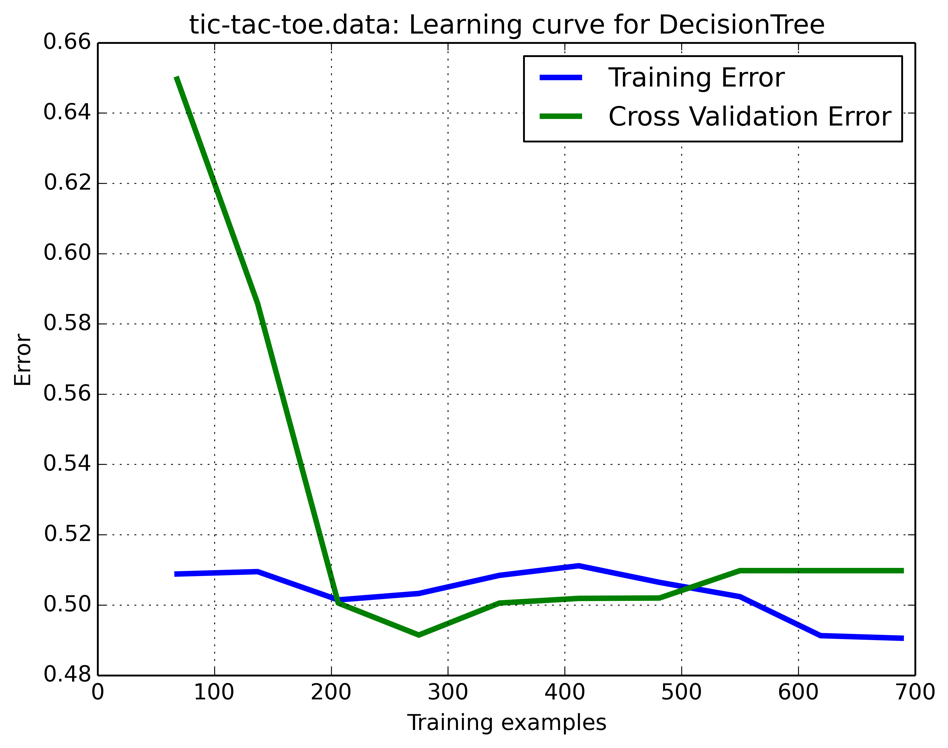 tic-tac-toe.data: Learning curve for DecisionTree
Training Error
Cross Validation Error
0.66
0.64
0.62
0.60
0.58
0.56
0.54
0.52
0.50
0.48
Error
0 100 200 300 400 500 600 700
Training examples